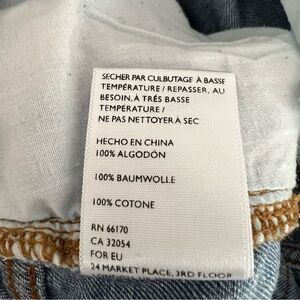 SECHER PAR CULBUTAGE À BASSE
TEMPÉRATURE / REPASSER, AU
BESOIN, À TRÉS BASSE
TEMPÉRATURE /
NE PAS NETTOYER À SEC
HECHO EN CHINA
100% ALGODÓN
100% BAUMWOLLE
100% COTONE
RN 66170
CA 32054
FOR EU
24 MARKET PLACE, 3RD FLOOR